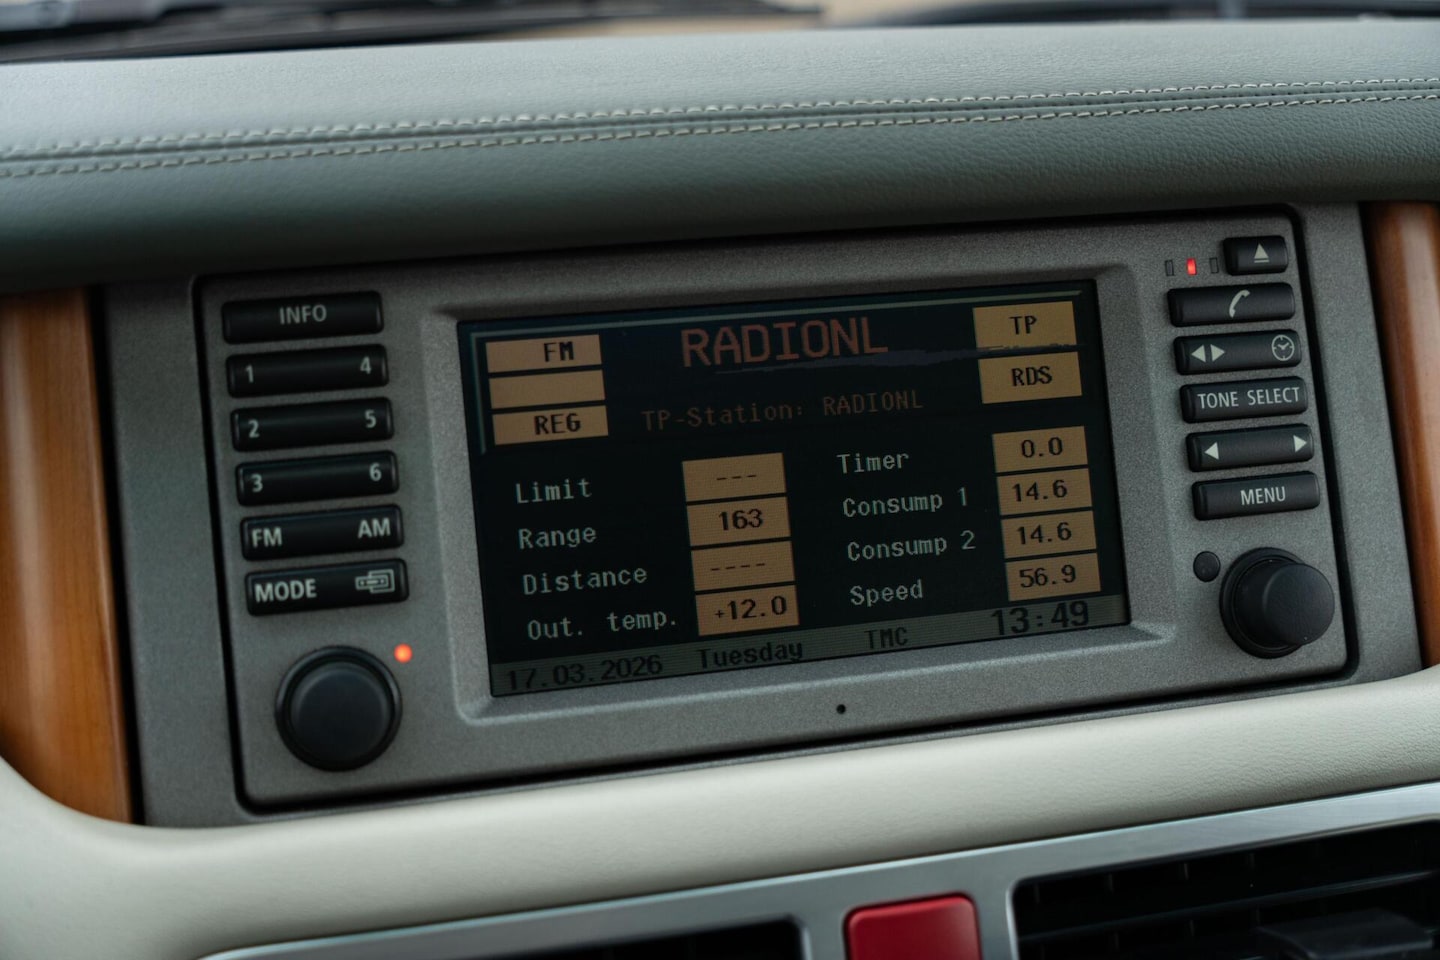 INFO
1 4
2 5
3 6
FM AM
MODE
FM
REG
RADIONL
TP-Station: RADIONL
TP
RDS
Limit ---
Range 163
Distance ----
Out. temp. +12.0
Timer 0.0
Consump 1 14.6
Consump 2 14.6
Speed 56.9
17.03.2026 Tuesday TMC 13:49
TONE SELECT
MENU